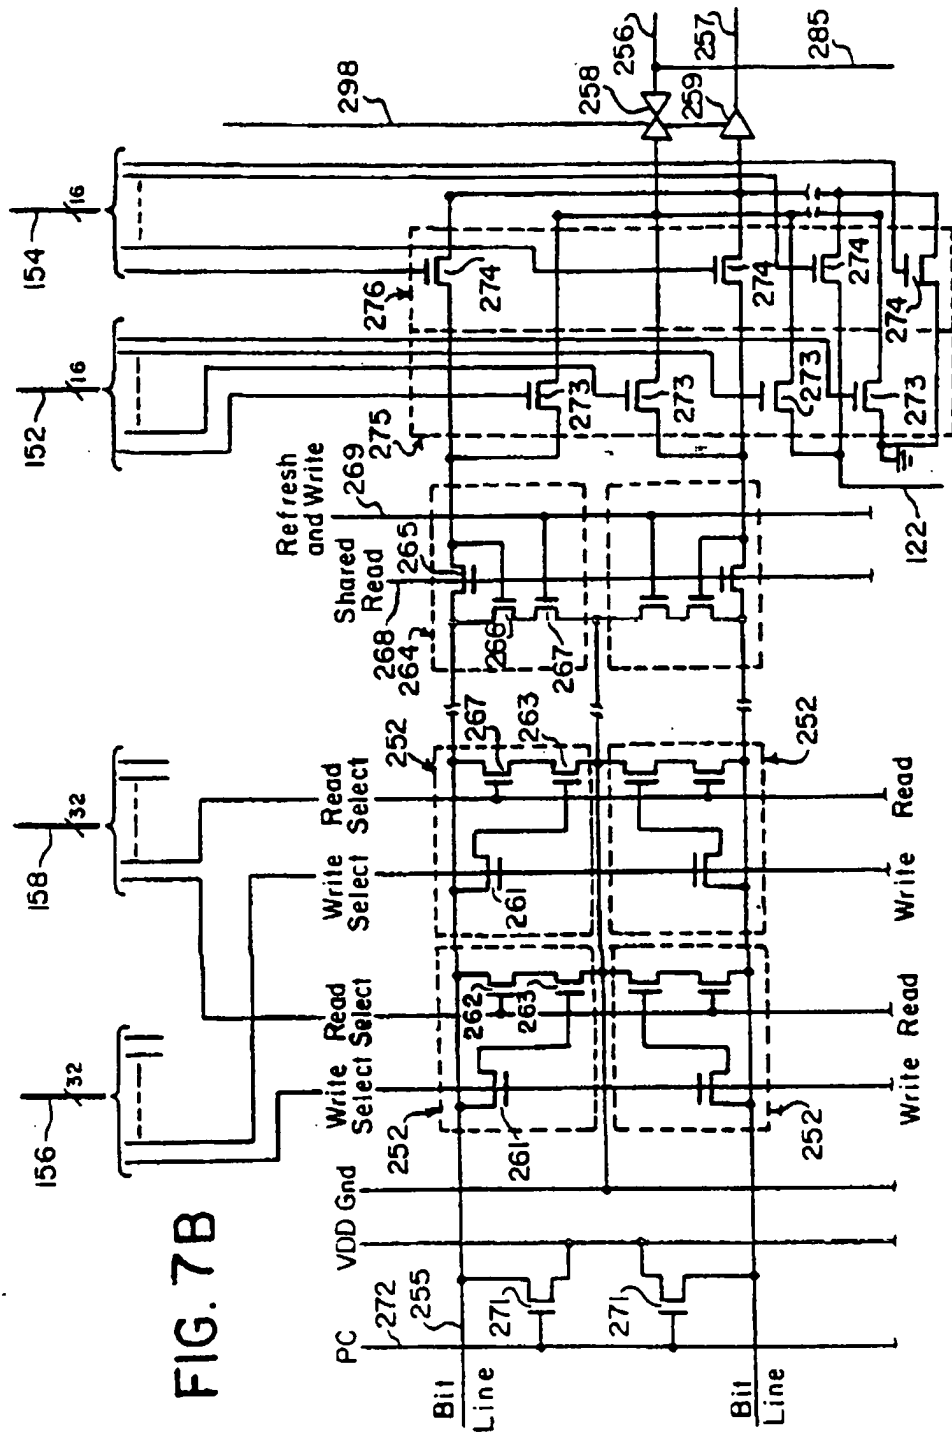 FIG. 7B
156
32
158
32
152
16
154
16
298
PC
272
255
VDD
Gnd
Write
Select
Read
Select
Write
Select
Read
Select
Shared
Read
268
264
265
Refresh
and Write
269
275
276
Bit
Line
271
271
252
261
262
263
252
261
267
263
266
267
273
273
273
273
274
274
274
274
258
256
259
257
285
Bit
Line
252
252
Write
Read
Write
Read
122